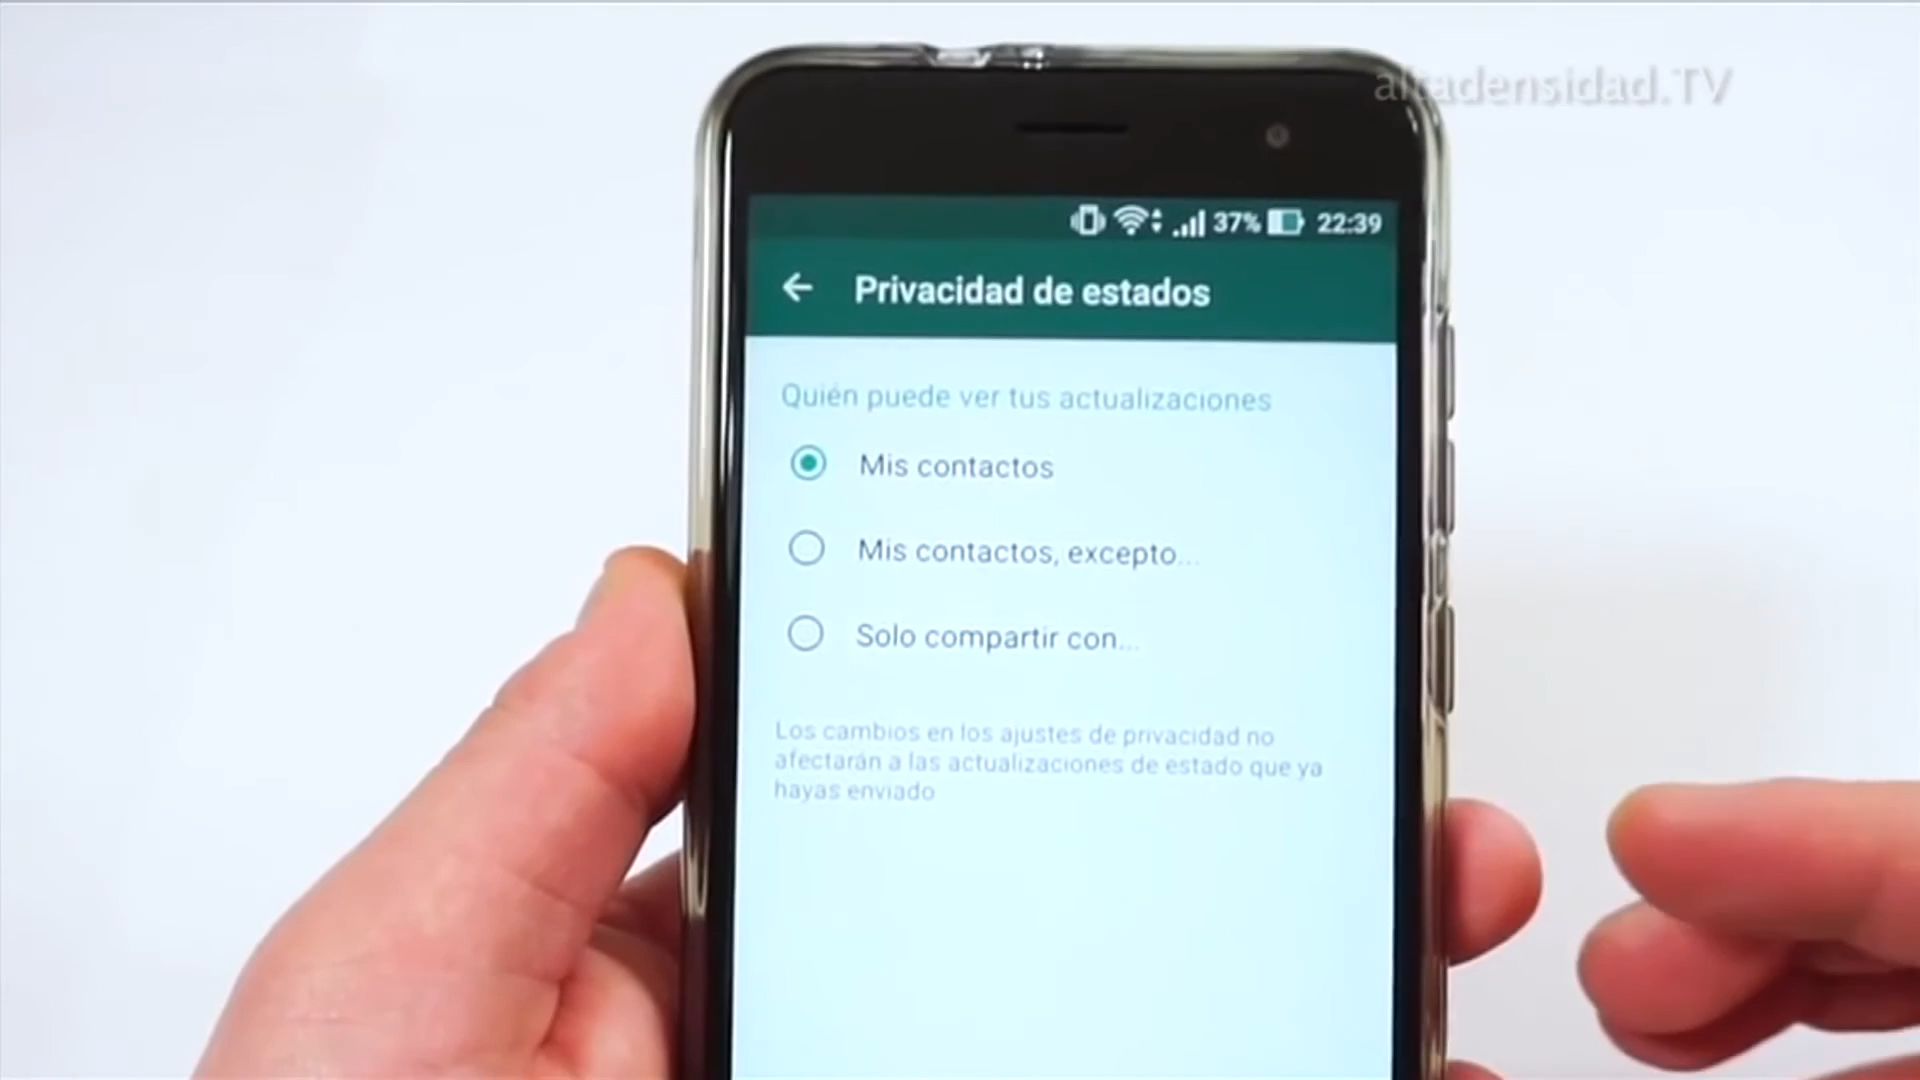 altadensidad.TV
37% 22:39
Privacidad de estados
Quién puede ver tus actualizaciones
Mis contactos
Mis contactos, excepto...
Solo compartir con...
Los cambios en los ajustes de privacidad no
afectarán a las actualizaciones de estado que ya
hayas enviado